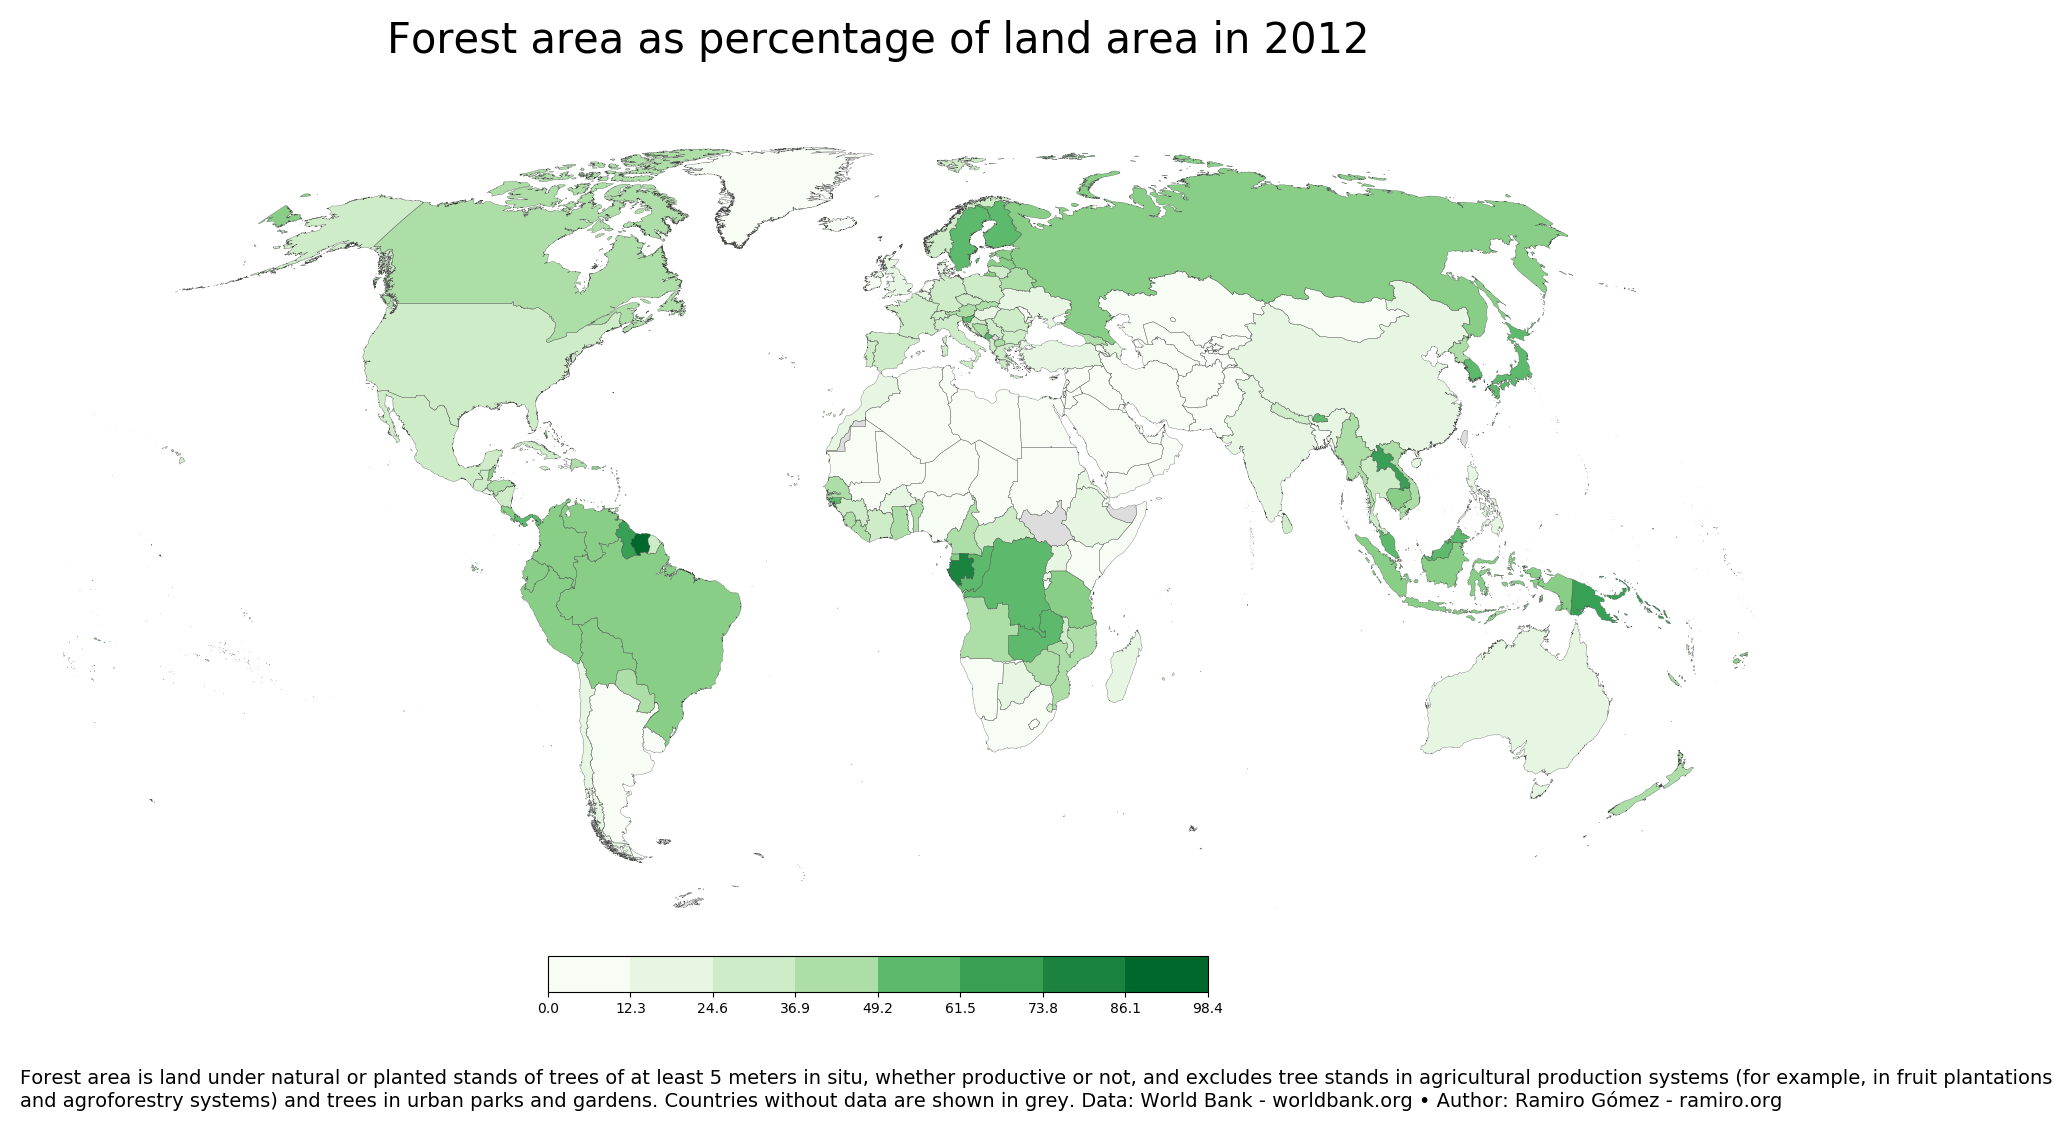 Forest area as percentage of land area in 2012
0.0 12.3 24.6 36.9 49.2 61.5 73.8 86.1 98.4
Forest area is land under natural or planted stands of trees of at least 5 meters in situ, whether productive or not, and excludes tree stands in agricultural production systems (for example, in fruit plantations
and agroforestry systems) and trees in urban parks and gardens. Countries without data are shown in grey. Data: World Bank - worldbank.org • Author: Ramiro Gómez - ramiro.org